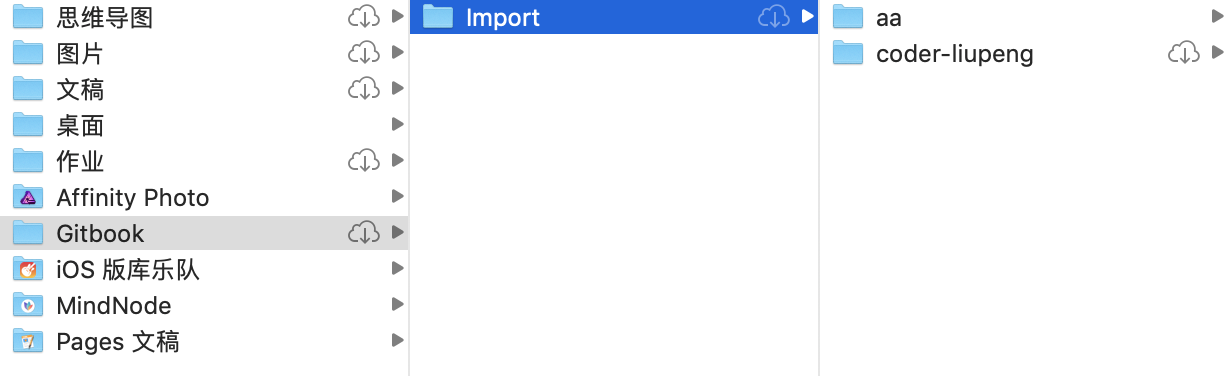 思维导图
图片
文稿
桌面
作业
Affinity Photo
Gitbook
iOS 版库乐队
MindNode
Pages 文稿
Import
aa
coder-liupeng